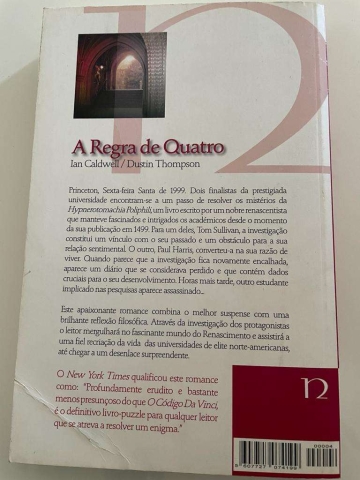 A Regra de Quatro
Ian Caldwell / Dustin Thompson
Princeton, Sexta-feira Santa de 1999. Dois finalistas da prestigiada
universidade encontram-se a um passo de resolver os mistérios da
Hypnerotomachia Poliphili, um livro escrito por um nobre renascentista
que manteve fascinados e intrigados os académicos desde o momento
da sua publicação em 1499. Para um deles, Tom Sullivan, a investigação
constitui um vínculo com o seu passado e um obstáculo para a sua
relação sentimental. O outro, Paul Harris, converteu-a na sua razão de
viver. Quando parece que a investigação fica novamente encalhada,
aparece um diário que se considerava perdido e que contém dados
cruciais para o seu desenvolvimento. Horas mais tarde, outro estudante
implicado nas pesquisas aparece assassinado...
Este apaixonante romance combina o melhor suspense com uma
brilhante reflexão filosófica. Através da investigação dos protagonistas
o leitor mergulhará no fascinante mundo do Renascimento e assistirá a
uma fiel recriação da vida das universidades de elite norte-americanas,
até chegar a um desenlace surpreendente.
O New York Times qualificou este romance
como: "Profundamente erudito e bastante
menos presunçoso do que O Código Da Vinci,
é o definitivo livro-puzzle para qualquer leitor
que se atreva a resolver um enigma."
n
00004